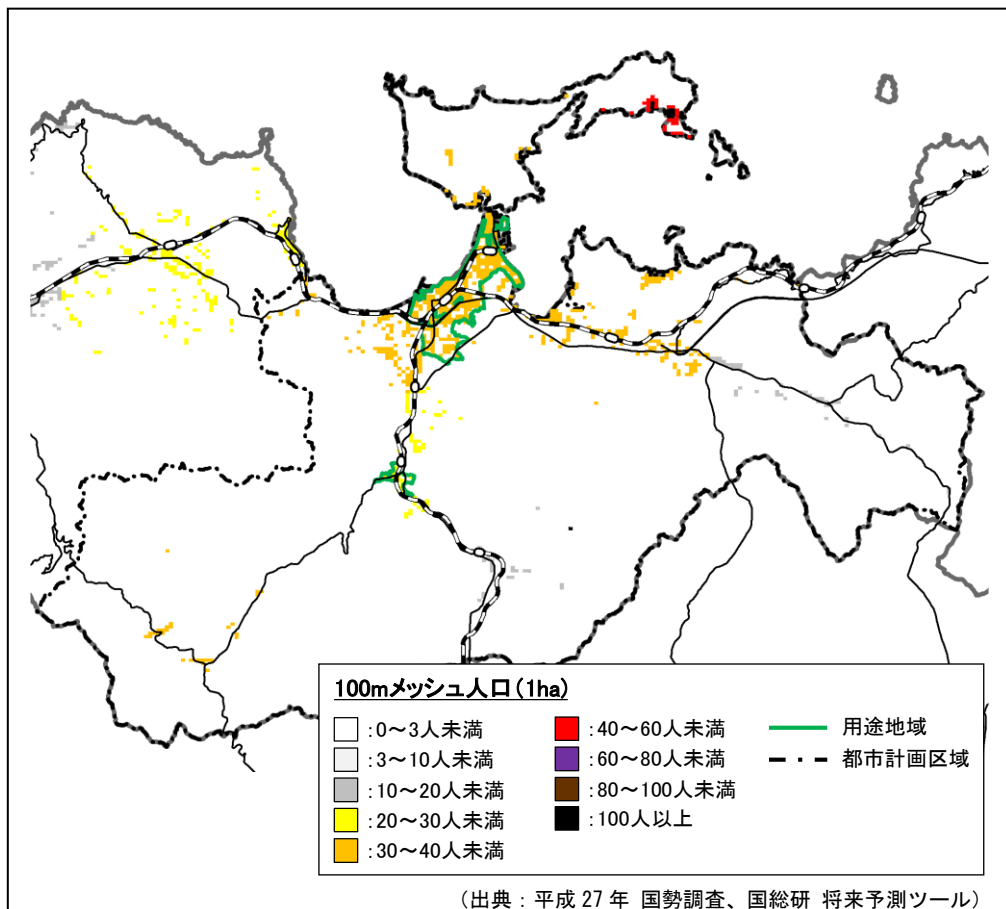 100mメッシュ人口(1ha)
:0~3人未満
:3~10人未満
:10~20人未満
:20~30人未満
:30~40人未満
:40~60人未満
:60~80人未満
:80~100人未満
:100人以上
用途地域
都市計画区域
(出典:平成27年 国勢調査、国総研 将来予測ツール)